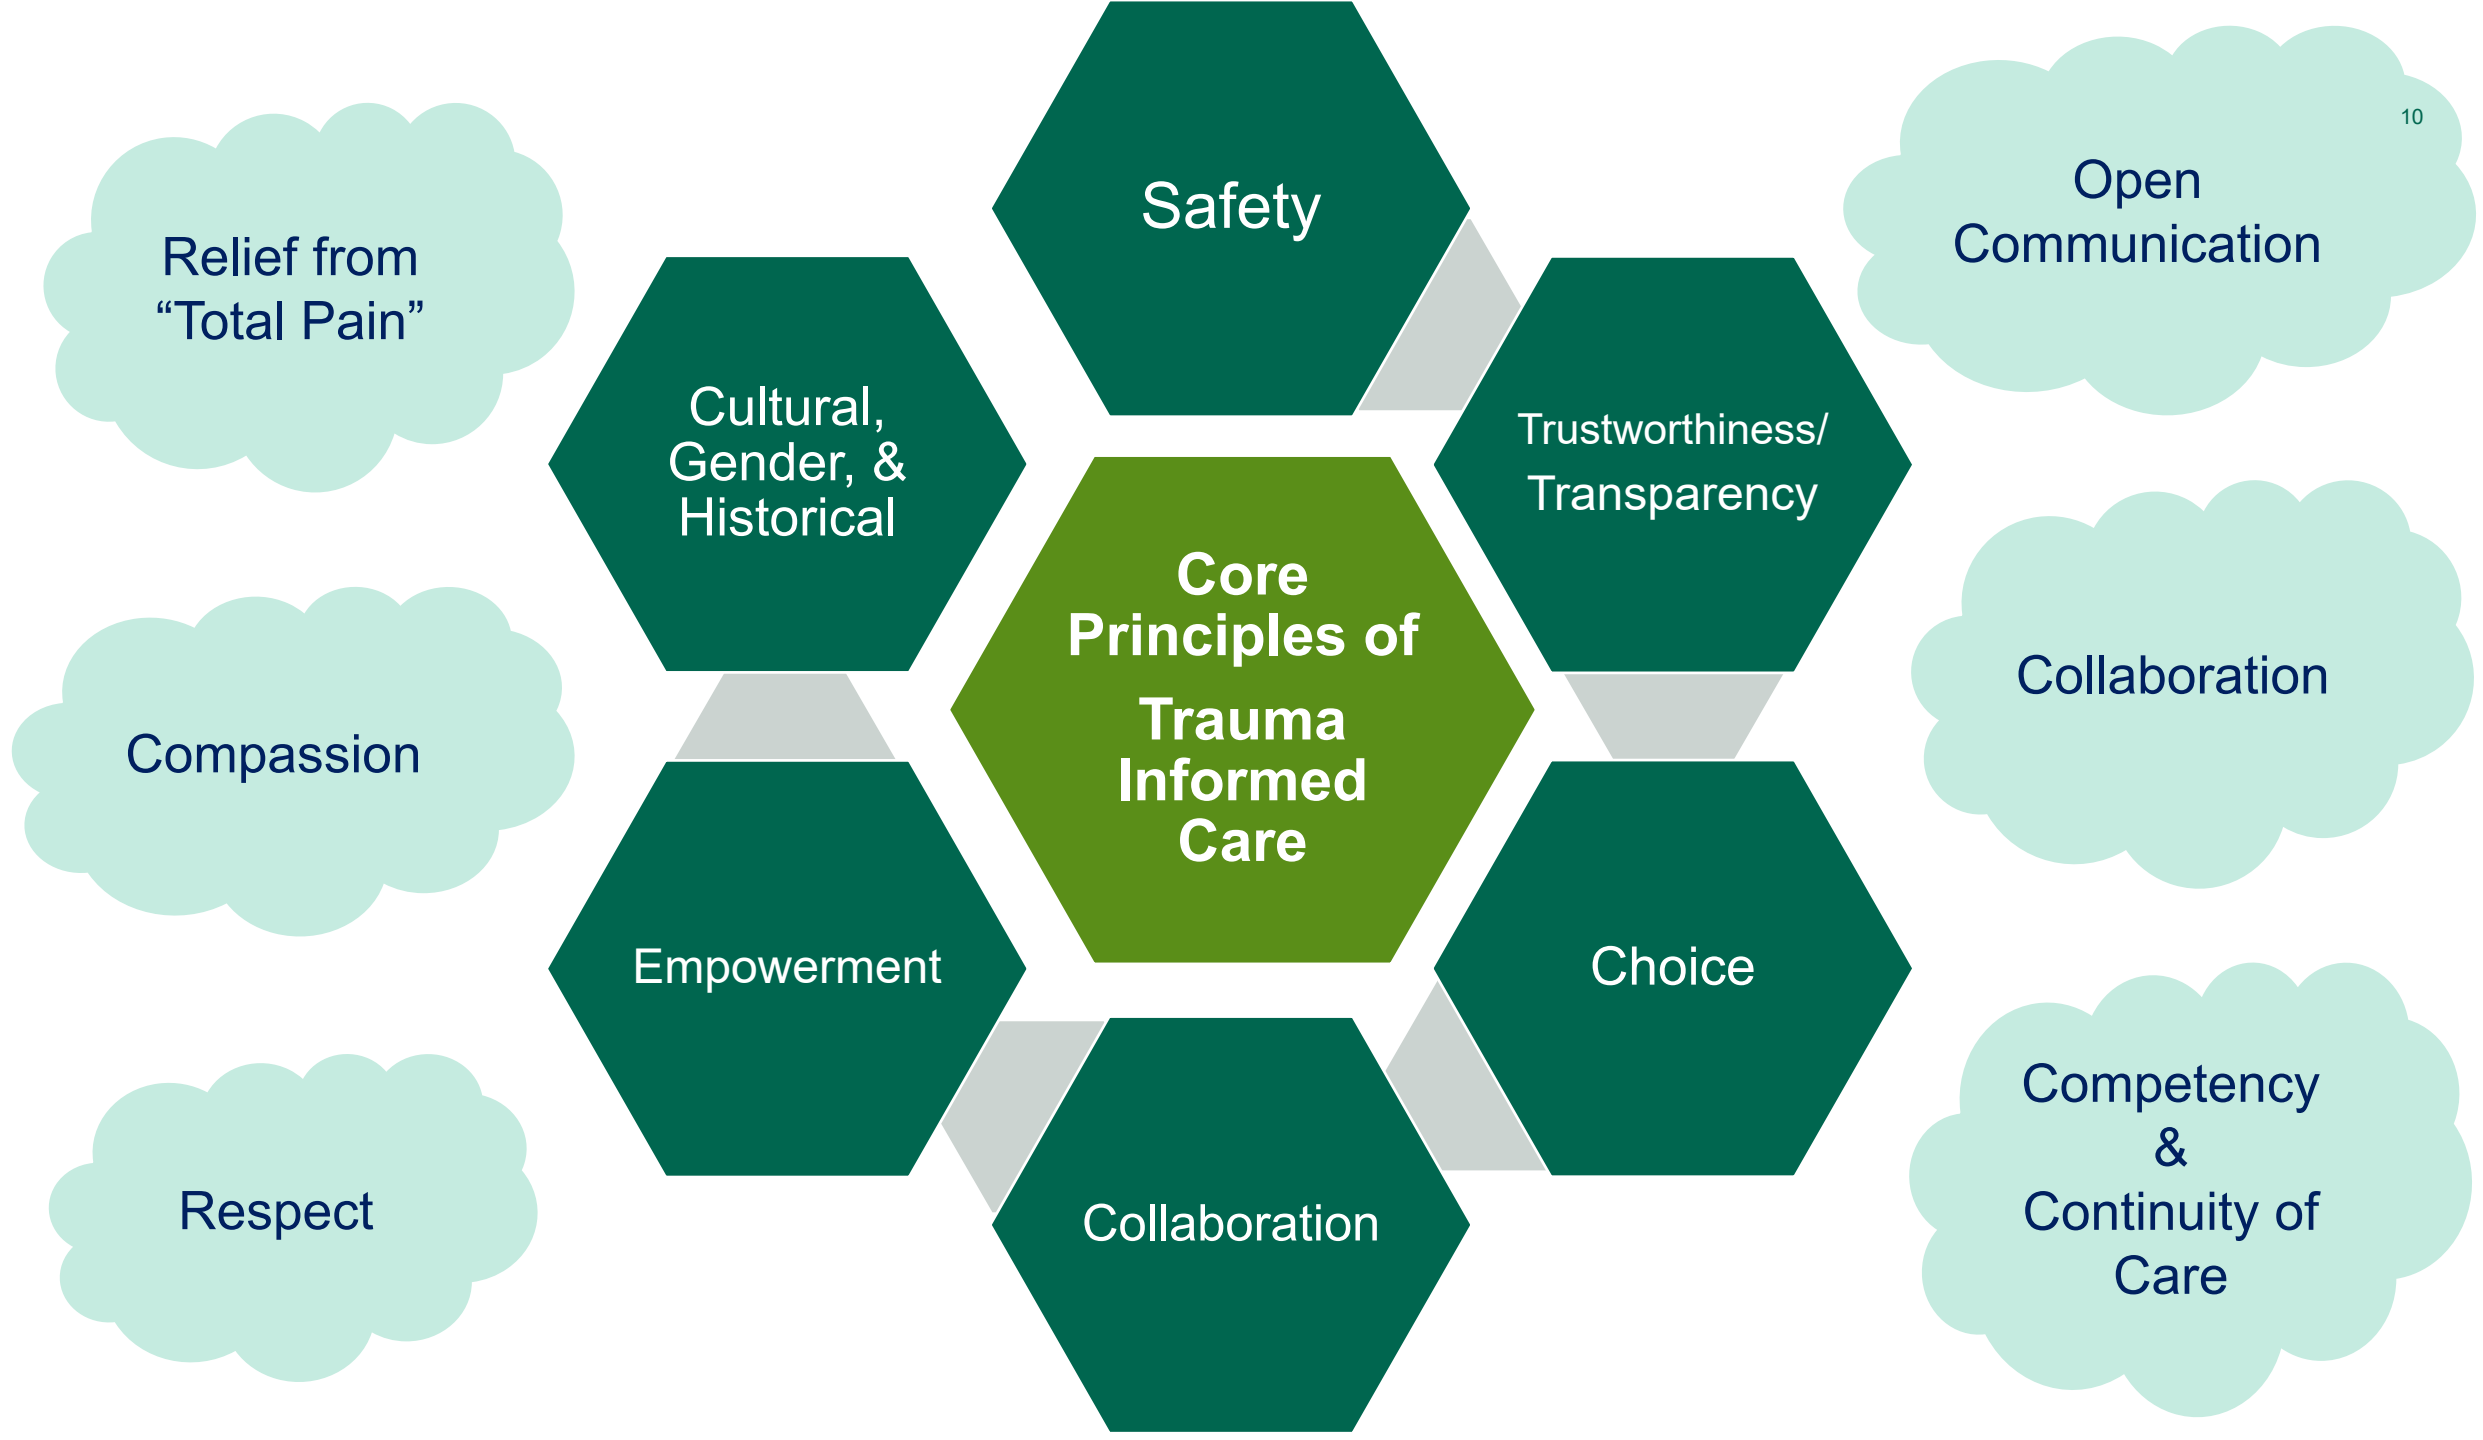 10
Safety
Trustworthiness/
Transparency
Choice
Collaboration
Empowerment
Cultural,
Gender, &
Historical
Core
Principles of
Trauma
Informed
Care
Relief from
“Total Pain”
Compassion
Respect
Open
Communication
Collaboration
Competency
&
Continuity of
Care